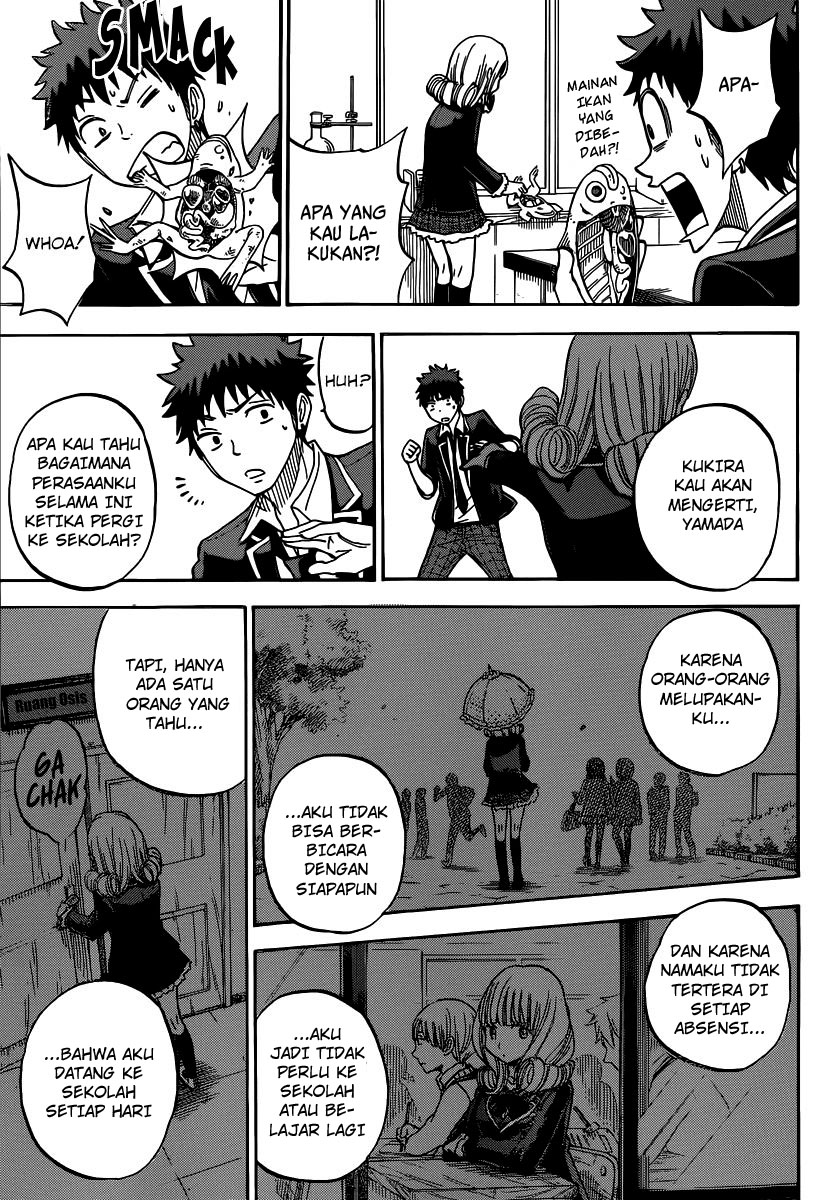 APA-
MAINAN
IKAN
YANG
DIBE-
DAH?!
APA YANG
KAU LA-
KUKAN?!
SMACK
WHOA!
KUKIRA
KAU AKAN
MENGERTI,
YAMADA
HUH?
APA KAU TAHU
BAGAIMANA
PERASAANKU
SELAMA INI
KETIKA PERGI
KE SEKOLAH?
KARENA
ORANG-ORANG
MELUPAKAN-
KU...
...AKU TIDAK
BISA BER-
BICARA
DENGAN
SIAPAPUN
DAN KARENA
NAMAKU TIDAK
TERTERA DI
SETIAP
ABSENSI...
...AKU
JADI TIDAK
PERLU KE
SEKOLAH
ATAU BE-
LAJAR LAGI
TAPI, HANYA
ADA SATU
ORANG YANG
TAHU...
Ruang Osis
GA
CHAK
...BAHWA AKU
DATANG KE
SEKOLAH
SETIAP HARI